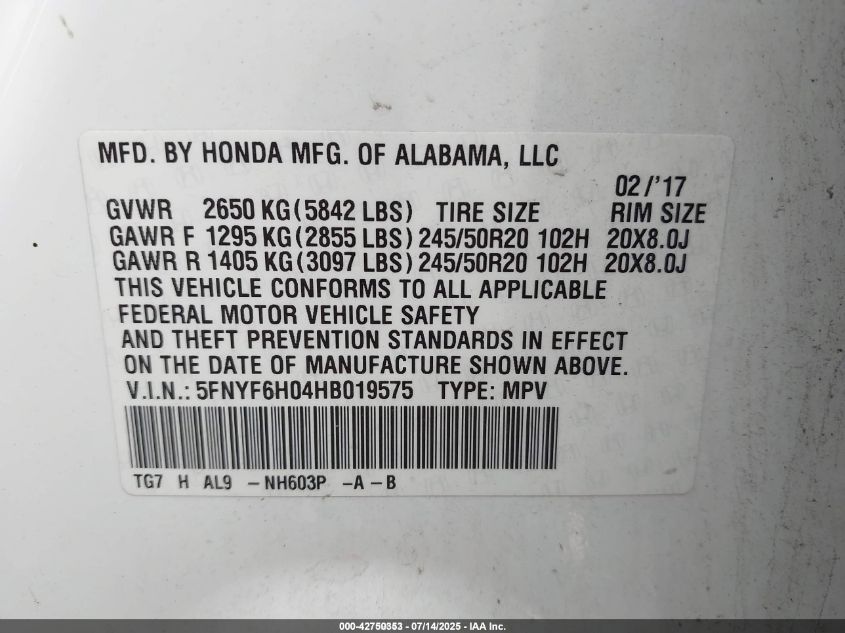 MFD. BY HONDA MFG. OF ALABAMA, LLC
02/'17
GVWR 2650 KG(5842 LBS) TIRE SIZE RIM SIZE
GAWR F 1295 KG(2855 LBS) 245/50R20 102H 20X8.0J
GAWR R 1405 KG(3097 LBS) 245/50R20 102H 20X8.0J
THIS VEHICLE CONFORMS TO ALL APPLICABLE
FEDERAL MOTOR VEHICLE SAFETY
AND THEFT PREVENTION STANDARDS IN EFFECT
ON THE DATE OF MANUFACTURE SHOWN ABOVE.
V.I.N.: 5FNYF6H04HB019575 TYPE: MPV
TG7 H AL9 -NH603P -A-B
000-42750353 - 07/14/2025 - IAA Inc.